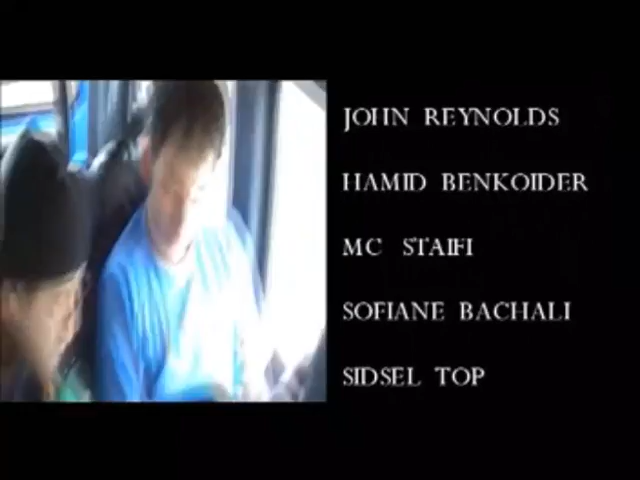 JOHN REYNOLDS
HAMID BENKOIDER
MC STAIFI
SOFIANE BACHALI
SIDSEL TOP